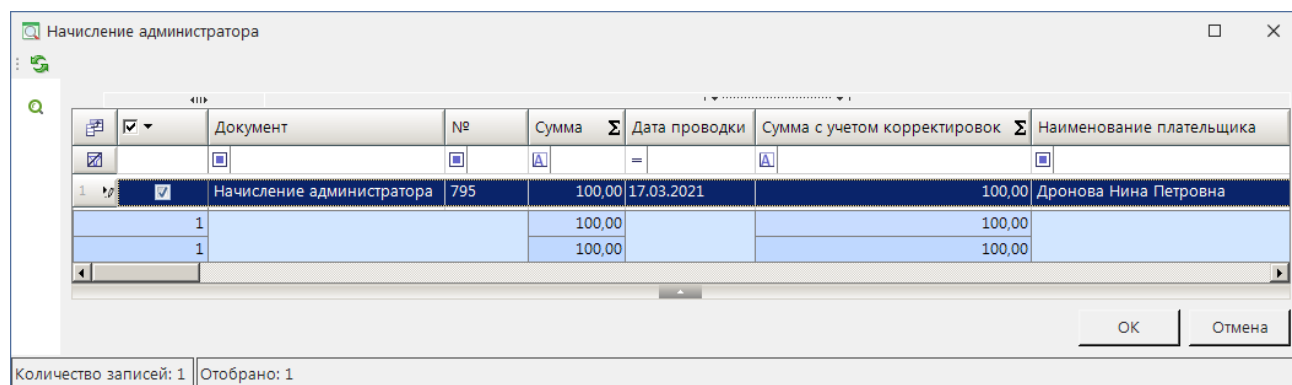 Начисление администратора
Документ № Сумма Σ Дата проводки Сумма с учетом корректировок Σ Наименование плательщика
A = A
1 Начисление администратора 795 100,00 17.03.2021 100,00 Дронова Нина Петровна
1 100,00 100,00
1 100,00 100,00
ОК Отмена
Количество записей: 1 Отобрано: 1